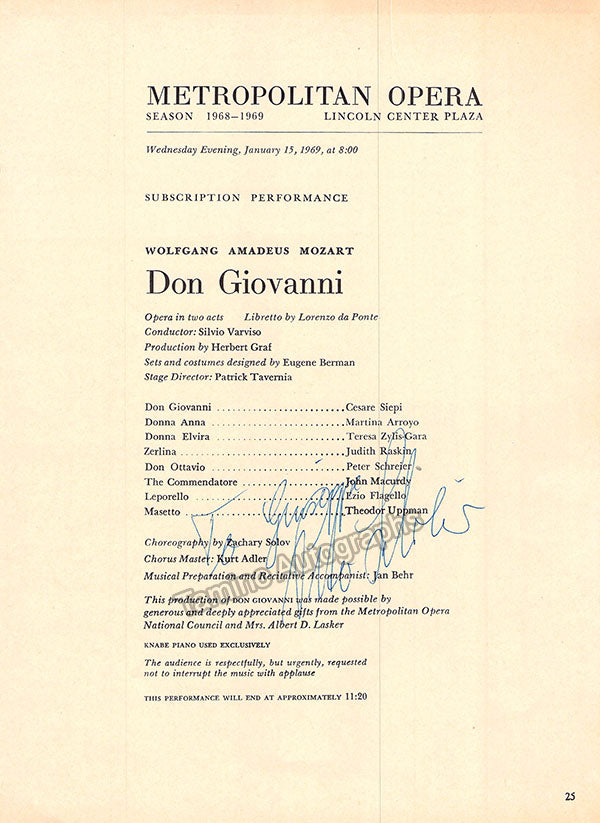 METROPOLITAN OPERA
SEASON 1968–1969 LINCOLN CENTER PLAZA
Wednesday Evening, January 15, 1969, at 8:00
SUBSCRIPTION PERFORMANCE
WOLFGANG AMADEUS MOZART
Don Giovanni
Opera in two acts Libretto by Lorenzo da Ponte
Conductor: Silvio Varviso
Production by Herbert Graf
Sets and costumes designed by Eugene Berman
Stage Director: Patrick Tavernia
Don Giovanni ........................ Cesare Siepi
Donna Anna ........................ Martina Arroyo
Donna Elvira ........................ Teresa Zylis-Gara
Zerlina ........................ Judith Raskin
Don Ottavio ........................ Peter Schreier
The Commendatore ........................ John Macurdy
Leporello ........................ Ezio Flagello
Masetto ........................ Theodor Uppman
To Giuseppe
Choreography by Zachary Solov
Chorus Master: Kurt Adler
Musical Preparation and Recitative Accompanist: Jan Behr
Tamino Autographs
This production of DON GIOVANNI was made possible by
generous and deeply appreciated gifts from the Metropolitan Opera
National Council and Mrs. Albert D. Lasker
KNABE PIANO USED EXCLUSIVELY
The audience is respectfully, but urgently, requested
not to interrupt the music with applause
THIS PERFORMANCE WILL END AT APPROXIMATELY 11:20
25